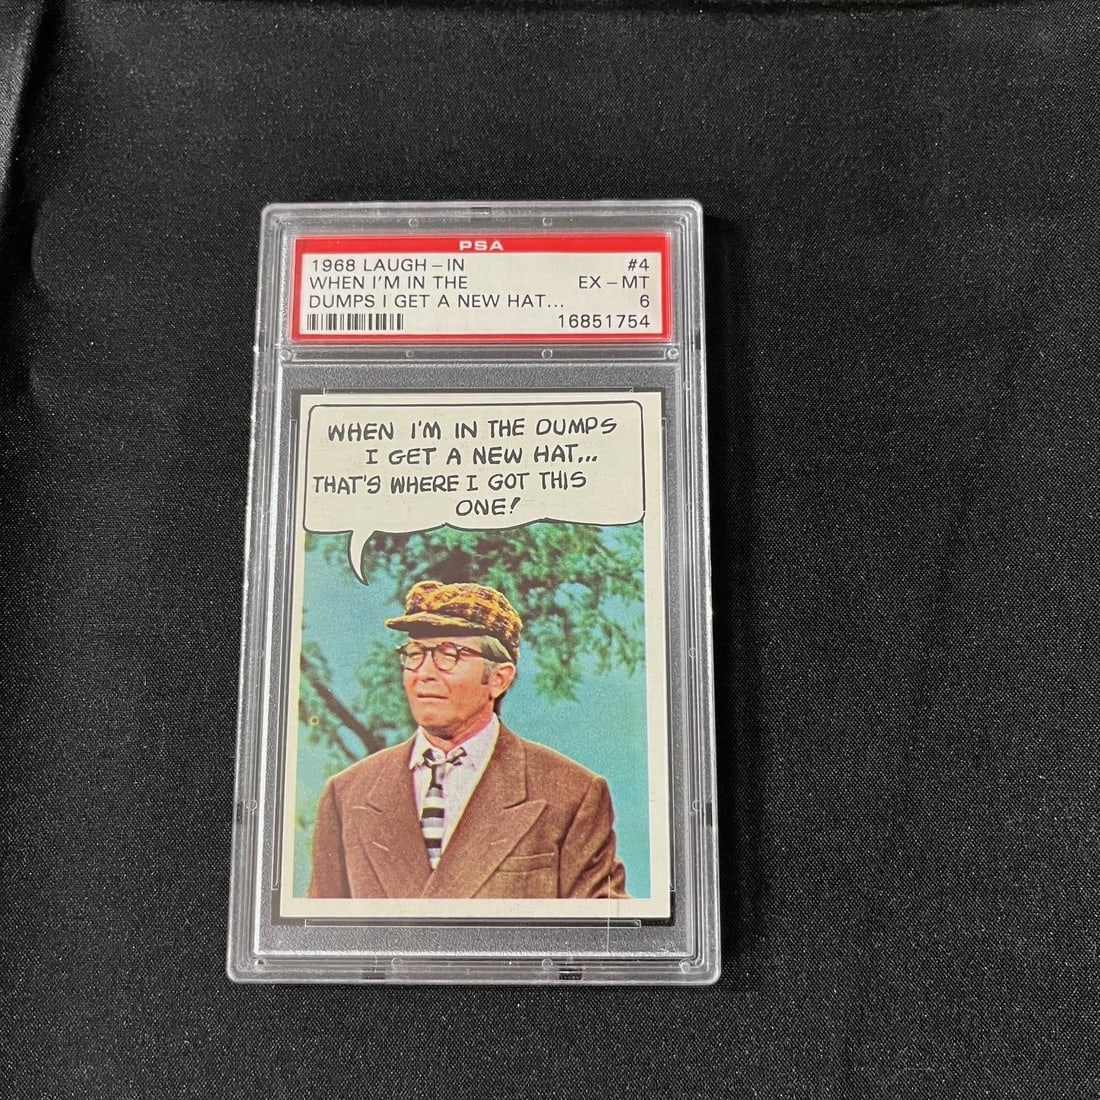 PSA
1968 LAUGH-IN #4
WHEN I'M IN THE EX-MT
DUMPS I GET A NEW HAT... 6
16851754
WHEN I'M IN THE DUMPS
I GET A NEW HAT...
THAT'S WHERE I GOT THIS
ONE!